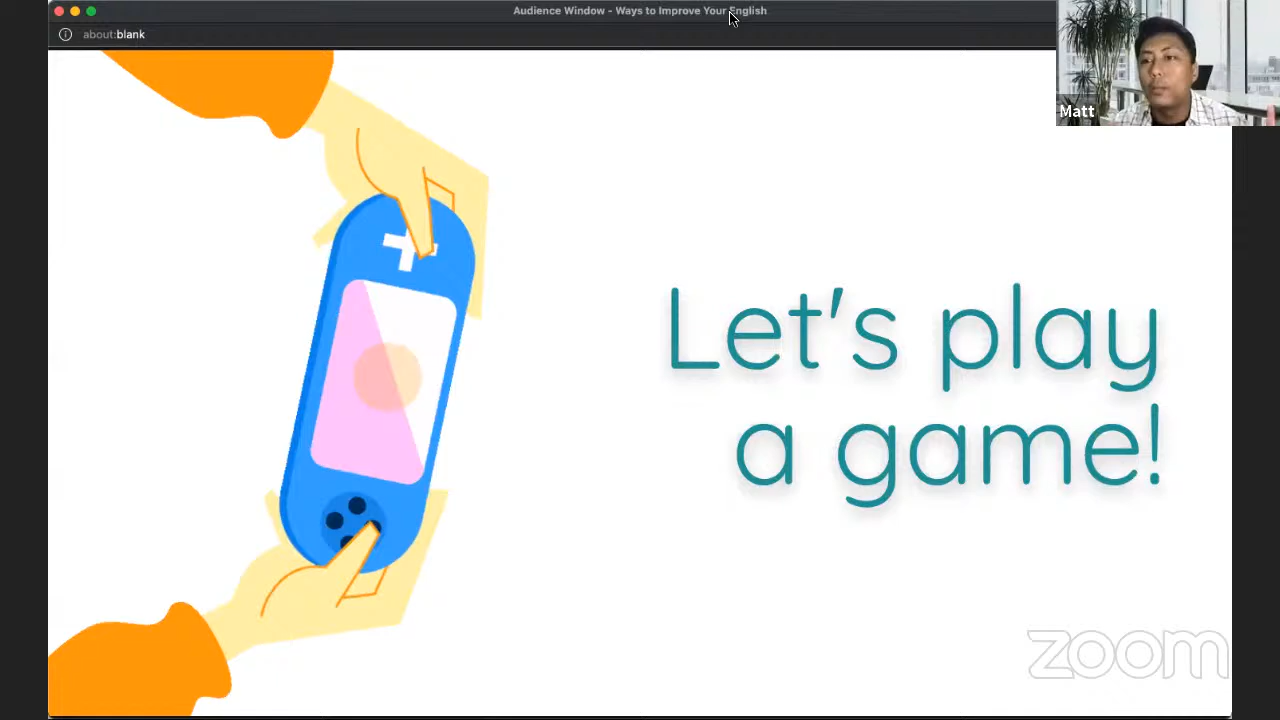 Audience Window - Ways to Improve Your English
about:blank
Matt
Let's play
a game!
zoom